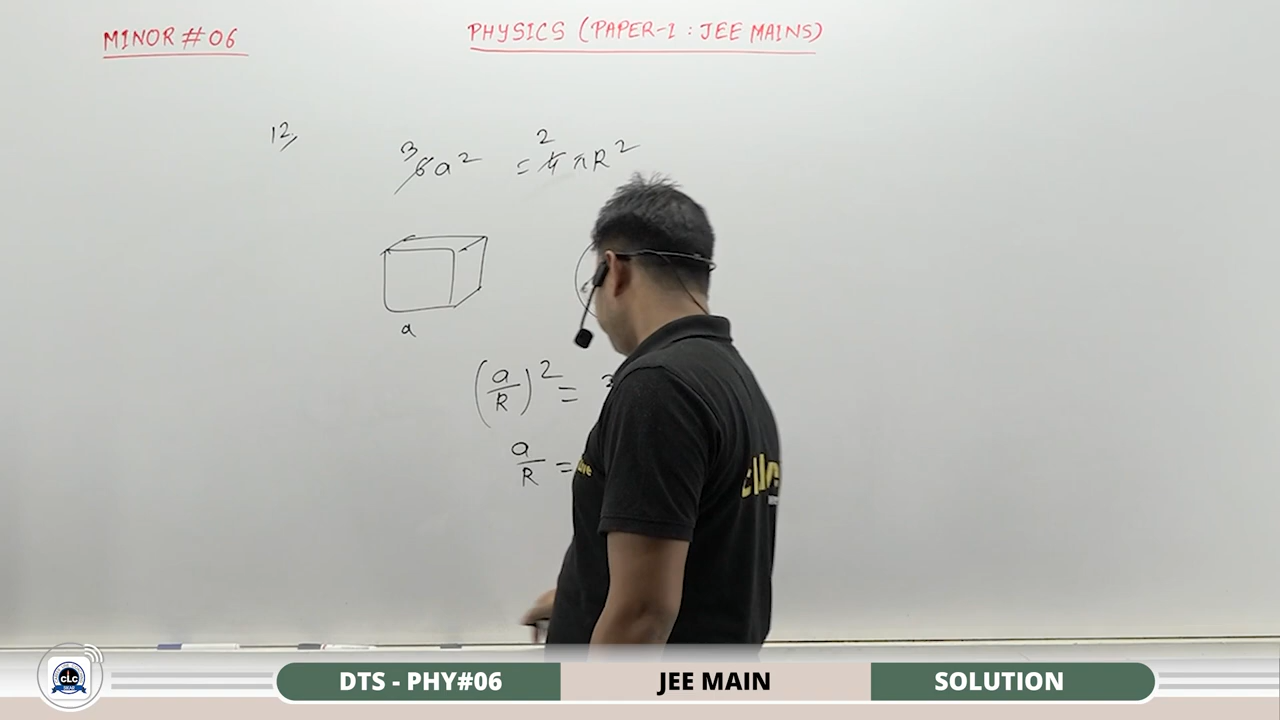 MINOR # 06
PHYSICS (PAPER-1 : JEE MAINS)
12/
3 2
6a² = 4πR²
a
(a/R)² =
a/R =
CLC
DTS - PHY#06
JEE MAIN
SOLUTION